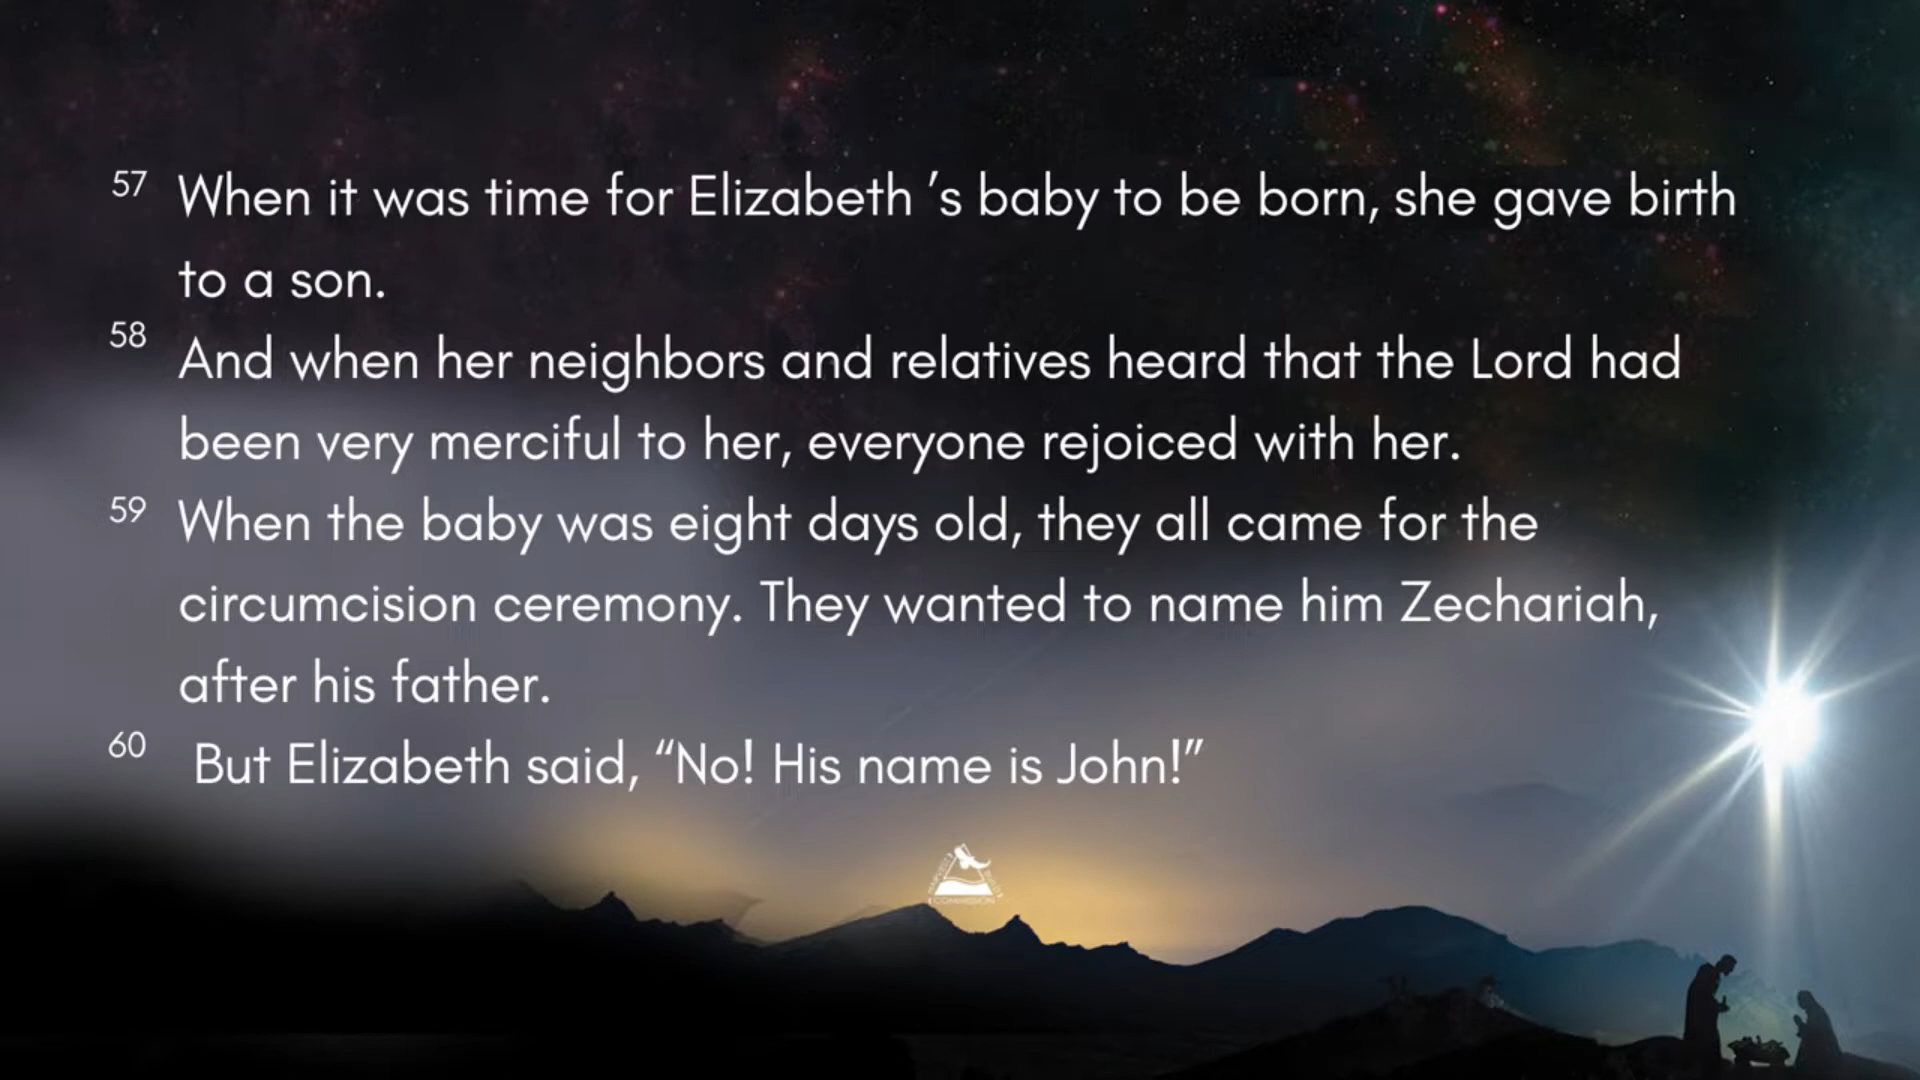 57 When it was time for Elizabeth 's baby to be born, she gave birth
to a son.
58 And when her neighbors and relatives heard that the Lord had
been very merciful to her, everyone rejoiced with her.
59 When the baby was eight days old, they all came for the
circumcision ceremony. They wanted to name him Zechariah,
after his father.
60 But Elizabeth said, “No! His name is John!”
HARVEST
BUILD
COMMISSION